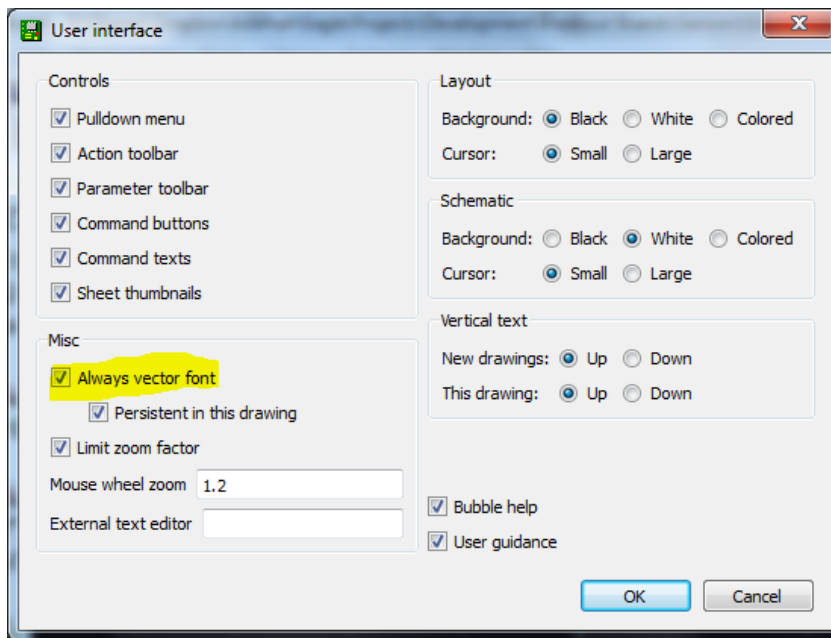 User interface
Controls
Pulldown menu
Action toolbar
Parameter toolbar
Command buttons
Command texts
Sheet thumbnails
Misc
Always vector font
Persistent in this drawing
Limit zoom factor
Mouse wheel zoom 1.2
External text editor
Layout
Background: Black White Colored
Cursor: Small Large
Schematic
Background: Black White Colored
Cursor: Small Large
Vertical text
New drawings: Up Down
This drawing: Up Down
Bubble help
User guidance
OK Cancel